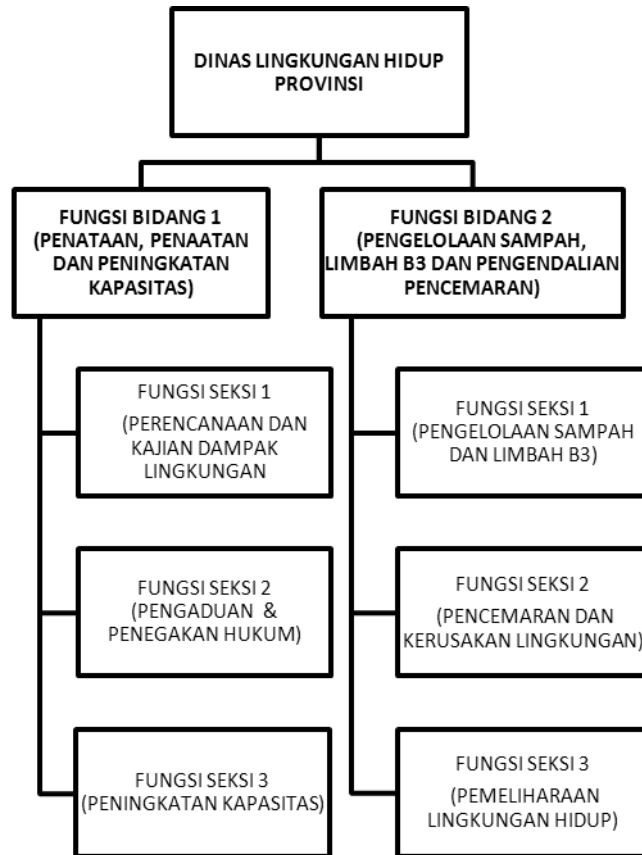 DINAS LINGKUNGAN HIDUP
PROVINSI
FUNGSI BIDANG 1
(PENATAAN, PENAATAN
DAN PENINGKATAN
KAPASITAS)
FUNGSI SEKSI 1
(PERENCANAAN DAN
KAJIAN DAMPAK
LINGKUNGAN
FUNGSI SEKSI 2
(PENGADUAN &
PENEGAKAN HUKUM)
FUNGSI SEKSI 3
(PENINGKATAN KAPASITAS)
FUNGSI BIDANG 2
(PENGELOLAAN SAMPAH,
LIMBAH B3 DAN PENGENDALIAN
PENCEMARAN)
FUNGSI SEKSI 1
(PENGELOLAAN SAMPAH
DAN LIMBAH B3)
FUNGSI SEKSI 2
(PENCEMARAN DAN
KERUSAKAN LINGKUNGAN)
FUNGSI SEKSI 3
(PEMELIHARAAN
LINGKUNGAN HIDUP)